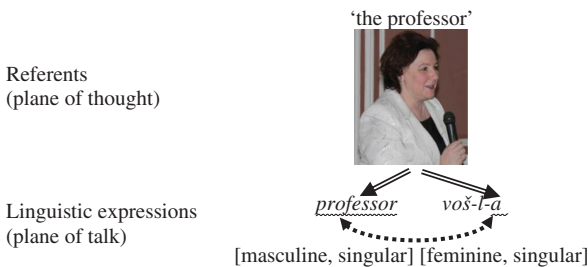 ‘the professor’
Referents
(plane of thought)
Linguistic expressions
(plane of talk)
professor voš-l-a
[masculine, singular] [feminine, singular]